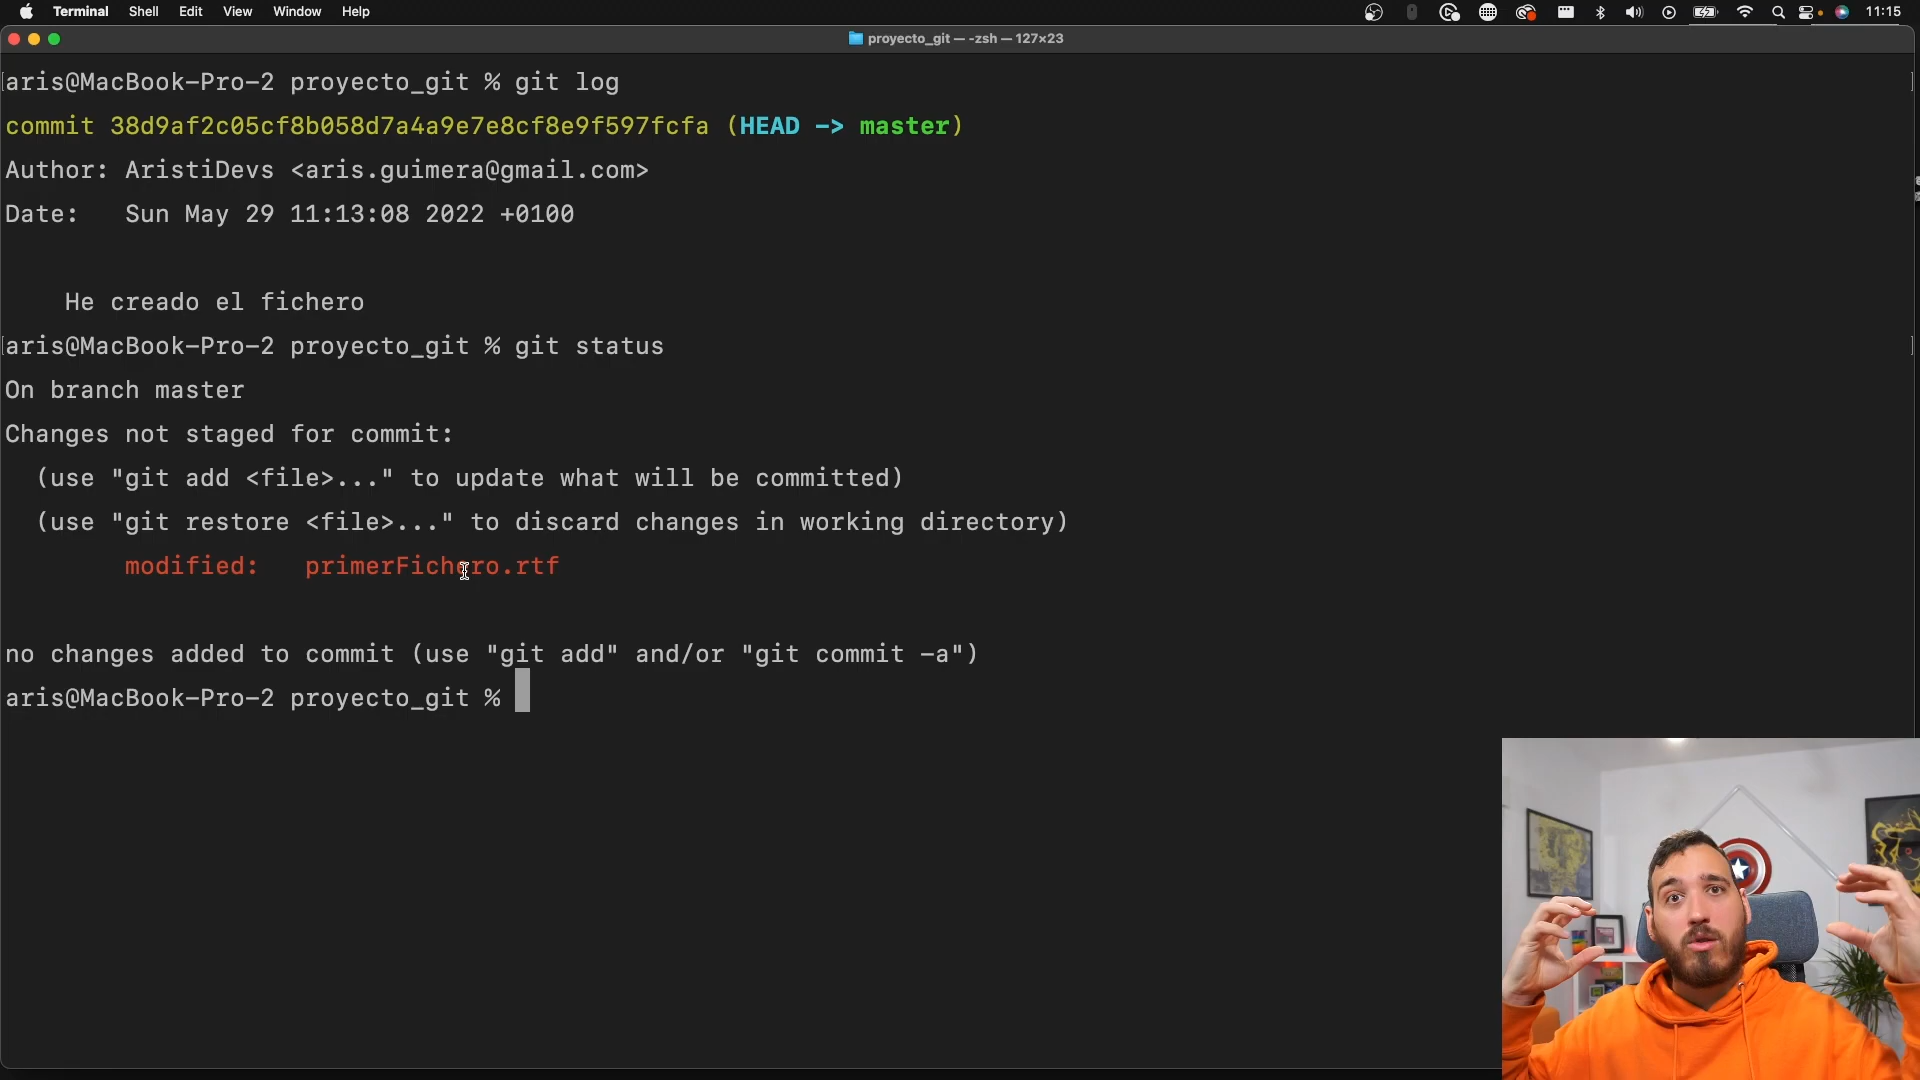 Terminal Shell Edit View Window Help 11:15
proyecto_git — -zsh — 127×23
aris@MacBook-Pro-2 proyecto_git % git log
commit 38d9af2c05cf8b058d7a4a9e7e8cf8e9f597fcfa (HEAD -> master)
Author: AristiDevs <aris.guimera@gmail.com>
Date:   Sun May 29 11:13:08 2022 +0100
He creado el fichero
aris@MacBook-Pro-2 proyecto_git % git status
On branch master
Changes not staged for commit:
(use "git add <file>..." to update what will be committed)
(use "git restore <file>..." to discard changes in working directory)
modified:   primerFichero.rtf
no changes added to commit (use "git add" and/or "git commit -a")
aris@MacBook-Pro-2 proyecto_git %